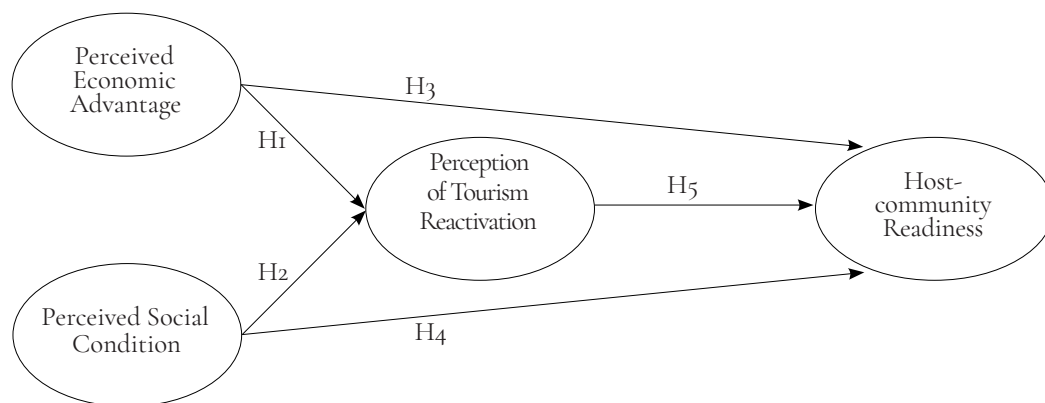 Perceived
Economic
Advantage
H3
H1
Perception
of Tourism
Reactivation
H5
Host-
community
Readiness
H2
Perceived Social
Condition
H4